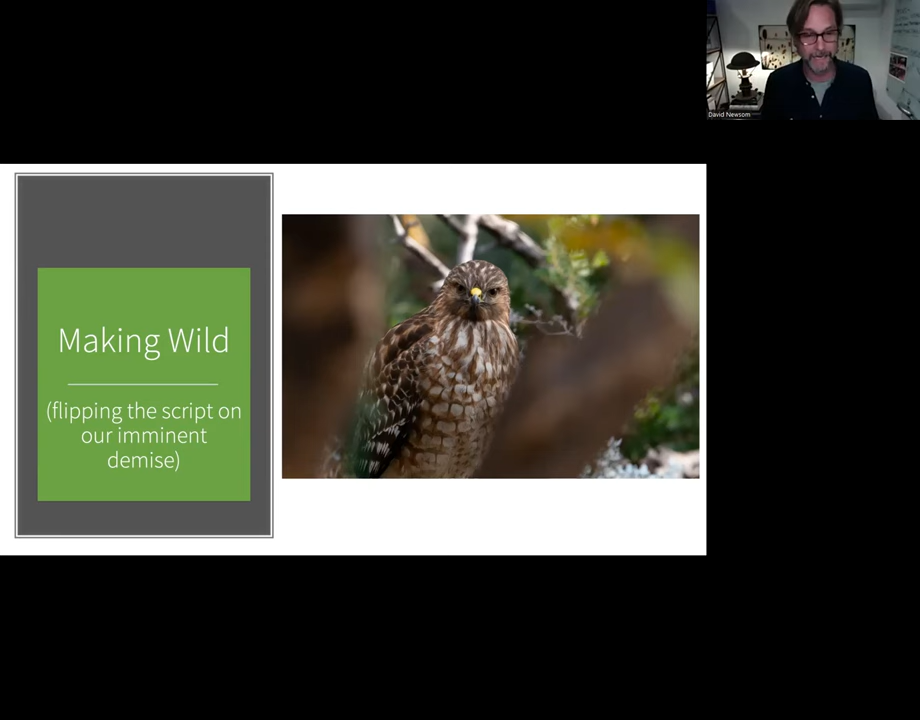 David Newsom
Making Wild
(flipping the script on
our imminent
demise)